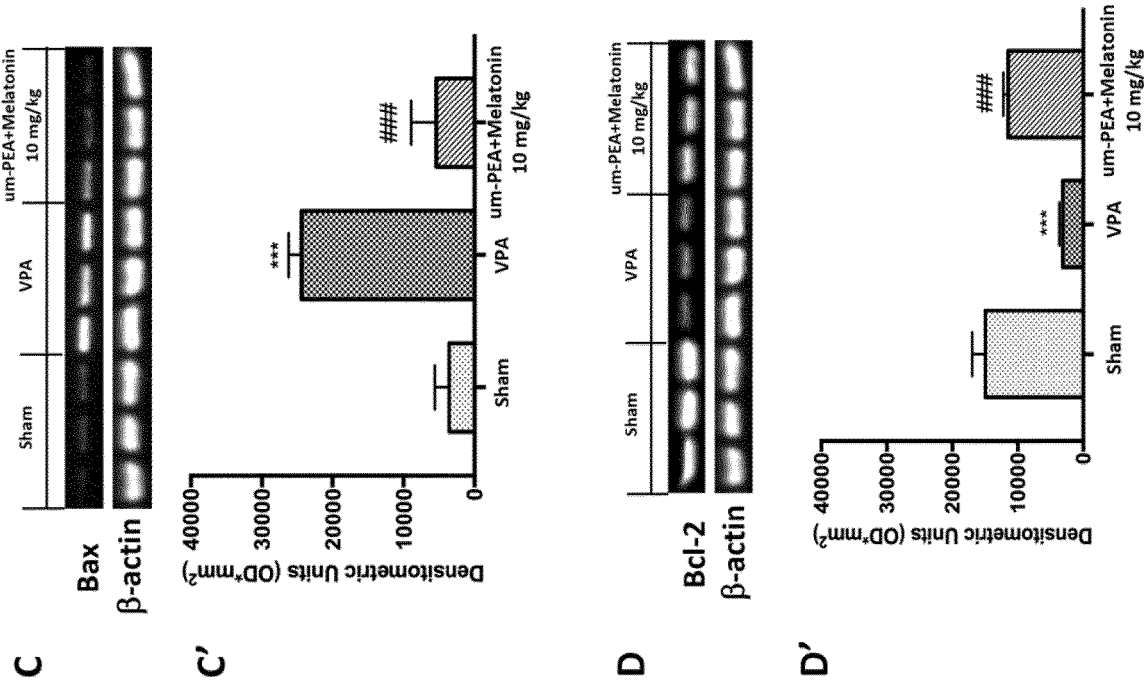 C
Sham
VPA
um-PEA+Melatonin
10 mg/kg
Bax
β-actin
C'
Densitometric Units (OD*mm²)
40000
30000
20000
10000
0
***
###
Sham
VPA
um-PEA+Melatonin
10 mg/kg
D
Sham
VPA
um-PEA+Melatonin
10 mg/kg
Bcl-2
β-actin
D'
Densitometric Units (OD*mm²)
40000
30000
20000
10000
0
***
###
Sham
VPA
um-PEA+Melatonin
10 mg/kg